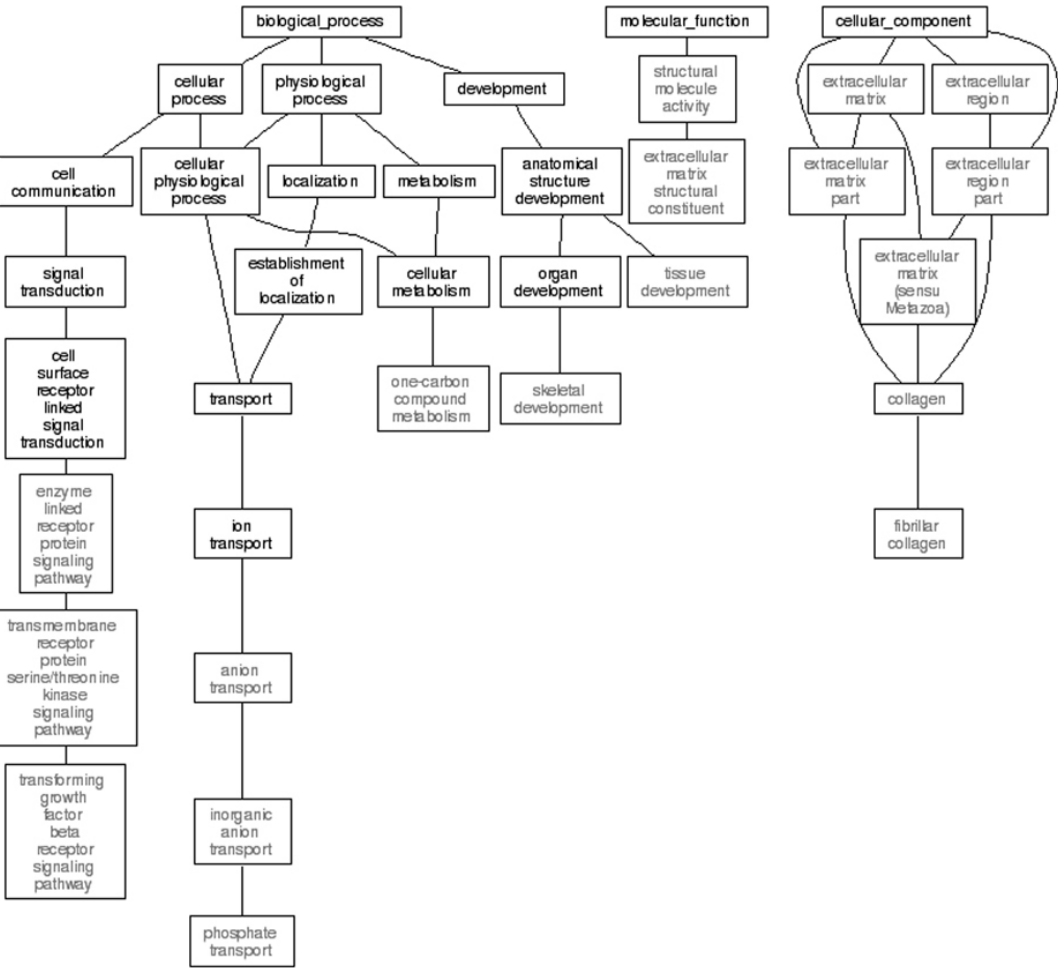 biological_process
molecular_function
cellular_component
cellular
process
physiological
process
development
structural
molecule
activity
extracellular
matrix
extracellular
region
cell
communication
cellular
physiological
process
localization
metabolism
anatomical
structure
development
extracellular
matrix
structural
constituent
extracellular
matrix
part
extracellular
region
part
signal
transduction
establishment
of
localization
cellular
metabolism
organ
development
tissue
development
extracellular
matrix
(sensu
Metazoa)
cell
surface
receptor
linked
signal
transduction
transport
one-carbon
compound
metabolism
skeletal
development
collagen
enzyme
linked
receptor
protein
signaling
pathway
ion
transport
fibrillar
collagen
transmembrane
receptor
protein
serine/threonine
kinase
signaling
pathway
anion
transport
transforming
growth
factor
beta
receptor
signaling
pathway
inorganic
anion
transport
phosphate
transport